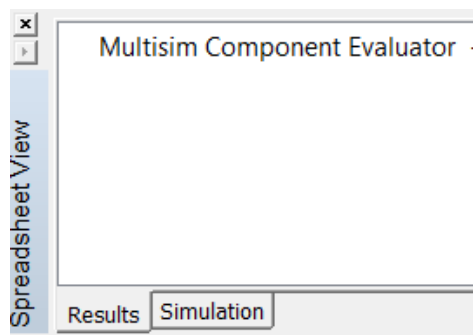 Multisim Component Evaluator -
Spreadsheet View
Results
Simulation